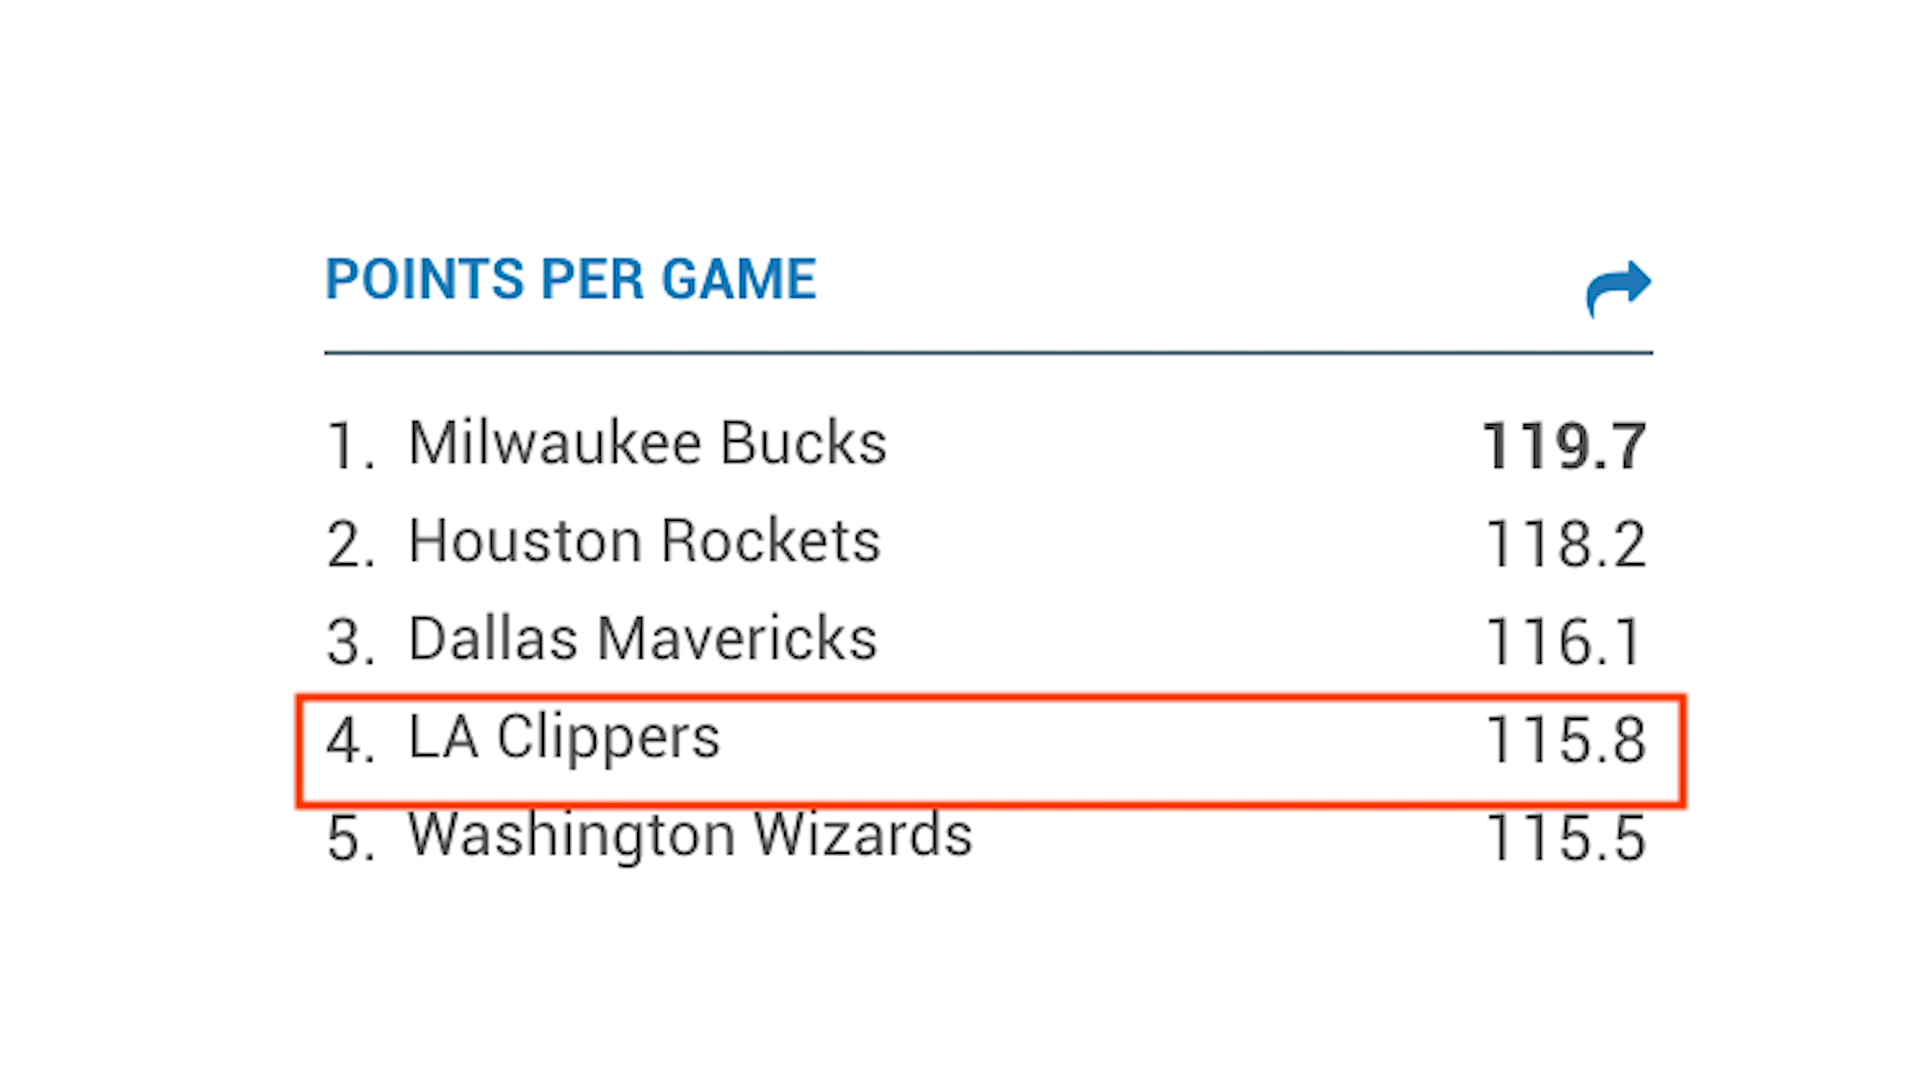 POINTS PER GAME
1. Milwaukee Bucks 119.7
2. Houston Rockets 118.2
3. Dallas Mavericks 116.1
4. LA Clippers 115.8
5. Washington Wizards 115.5